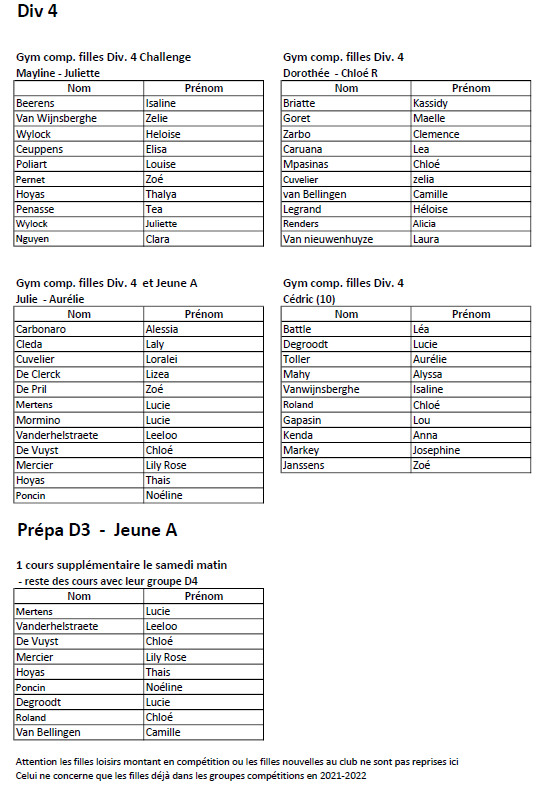 Div 4
Gym comp. filles Div. 4 Challenge
Mayline - Juliette
Nom Prénom
Beerens Isaline
Van Wijnsberghe Zelie
Wylock Heloise
Ceuppens Elisa
Poliart Louise
Pernet Zoé
Hoyas Thalya
Penasse Tea
Wylock Juliette
Nguyen Clara
Gym comp. filles Div. 4
Dorothée - Chloé R
Nom Prénom
Briatte Kassidy
Goret Maelle
Zarbo Clemence
Caruana Lea
Mpasinas Chloé
Cuvelier zelia
van Bellingen Camille
Legrand Héloise
Renders Alicia
Van nieuwenhuyze Laura
Gym comp. filles Div. 4 et Jeune A
Julie - Aurélie
Nom Prénom
Carbonaro Alessia
Cleda Laly
Cuvelier Loralei
De Clerck Lizea
De Pril Zoé
Mertens Lucie
Mormino Lucie
Vanderhelstraete Leeloo
De Vuyst Chloé
Mercier Lily Rose
Hoyas Thais
Poncin Noéline
Gym comp. filles Div. 4
Cédric (10)
Nom Prénom
Battle Léa
Degroodt Lucie
Toller Aurélie
Mahy Alyssa
Vanwijnsberghe Isaline
Roland Chloé
Gapasin Lou
Kenda Anna
Markey Josephine
Janssens Zoé
Prépa D3 - Jeune A
1 cours supplémentaire le samedi matin
- reste des cours avec leur groupe D4
Nom Prénom
Mertens Lucie
Vanderhelstraete Leeloo
De Vuyst Chloé
Mercier Lily Rose
Hoyas Thais
Poncin Noéline
Degroodt Lucie
Roland Chloé
Van Bellingen Camille
Attention les filles loisirs montant en compétition ou les filles nouvelles au club ne sont pas reprises ici
Celui ne concerne que les filles déjà dans les groupes compétitions en 2021-2022